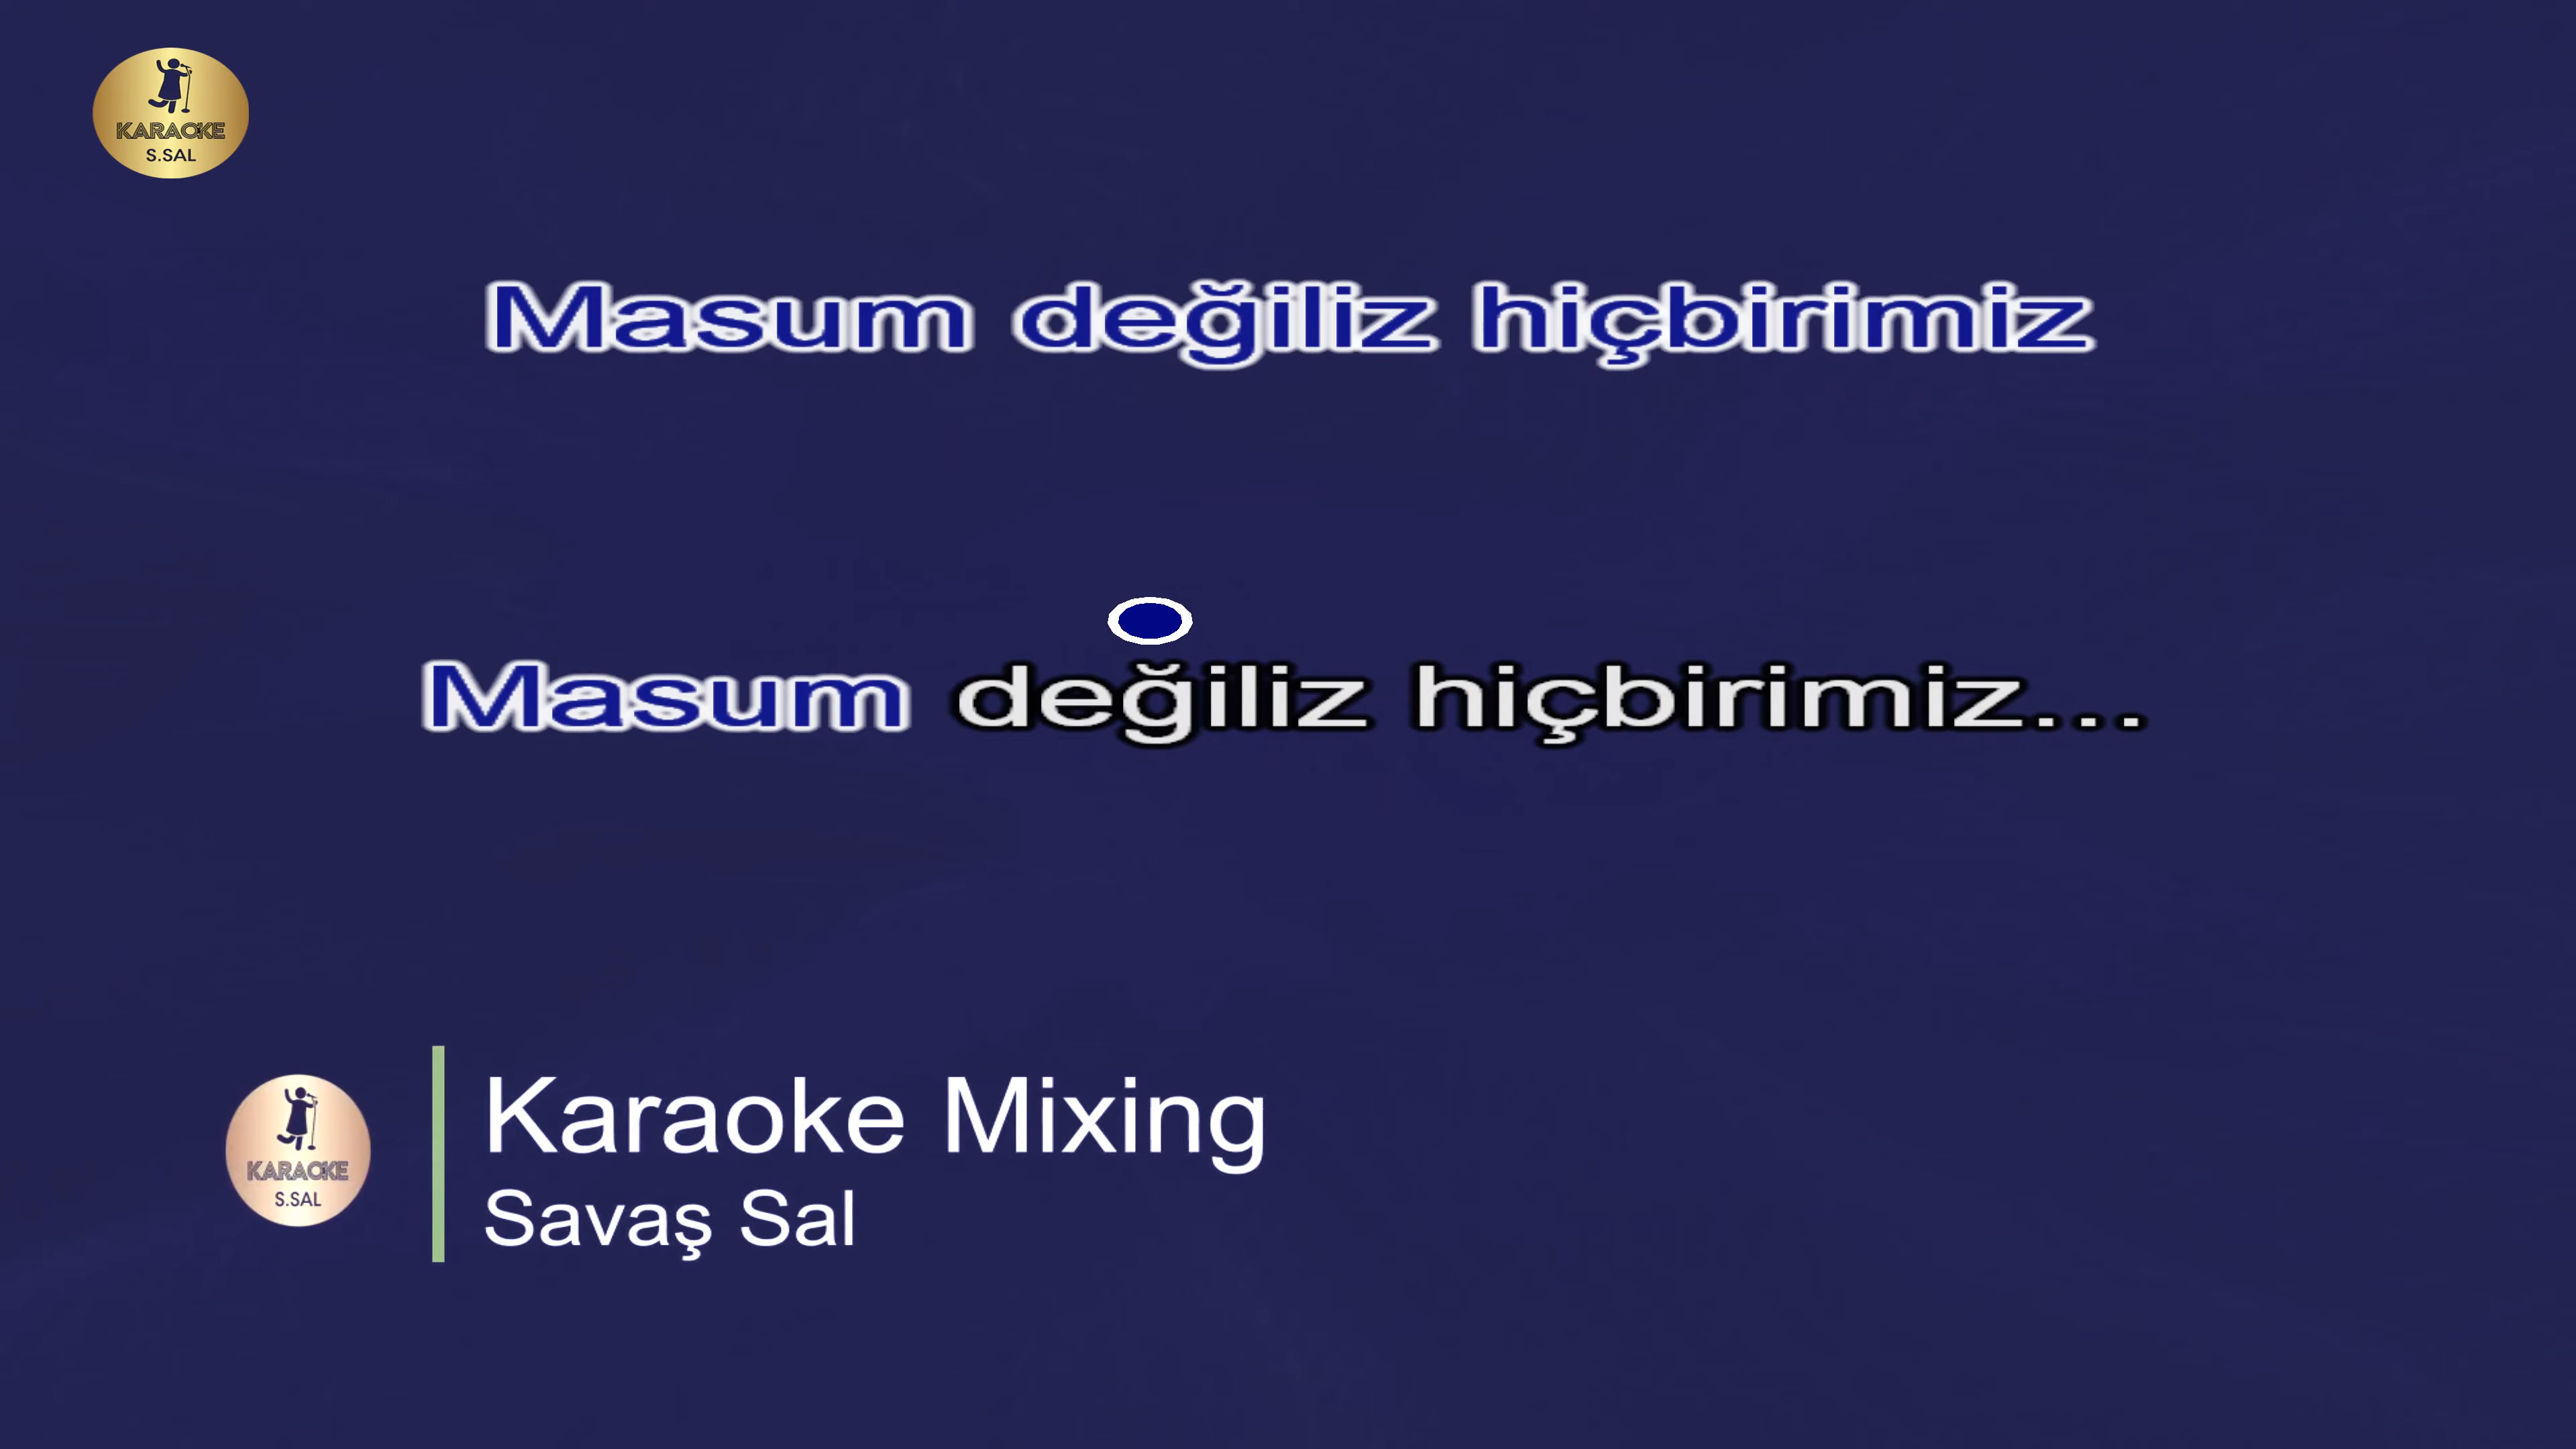 KARAOKE
S.SAL
Masum değiliz hiçbirimiz
Masum değiliz hiçbirimiz...
KARAOKE
S.SAL
Karaoke Mixing
Savaş Sal